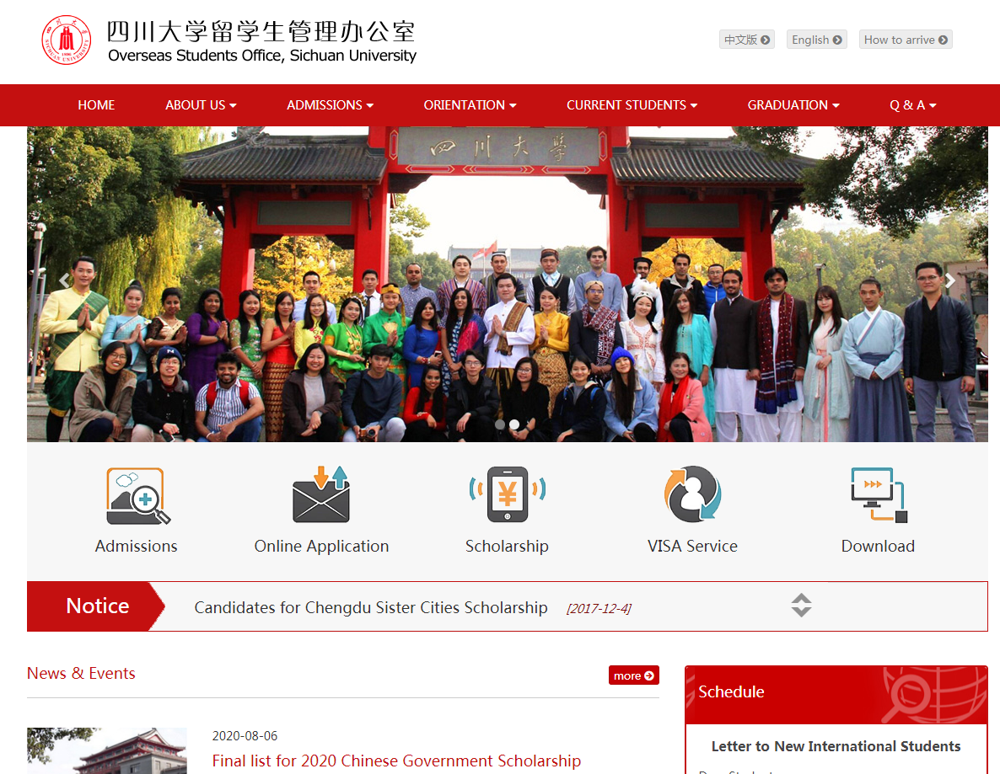 四川大学留学生管理办公室
Overseas Students Office, Sichuan University
中文版
English
How to arrive
HOME
ABOUT US
ADMISSIONS
ORIENTATION
CURRENT STUDENTS
GRADUATION
Q & A
四川大學
Admissions
Online Application
Scholarship
VISA Service
Download
Notice
Candidates for Chengdu Sister Cities Scholarship
[2017-12-4]
News & Events
more
Schedule
2020-08-06
Final list for 2020 Chinese Government Scholarship
Letter to New International Students